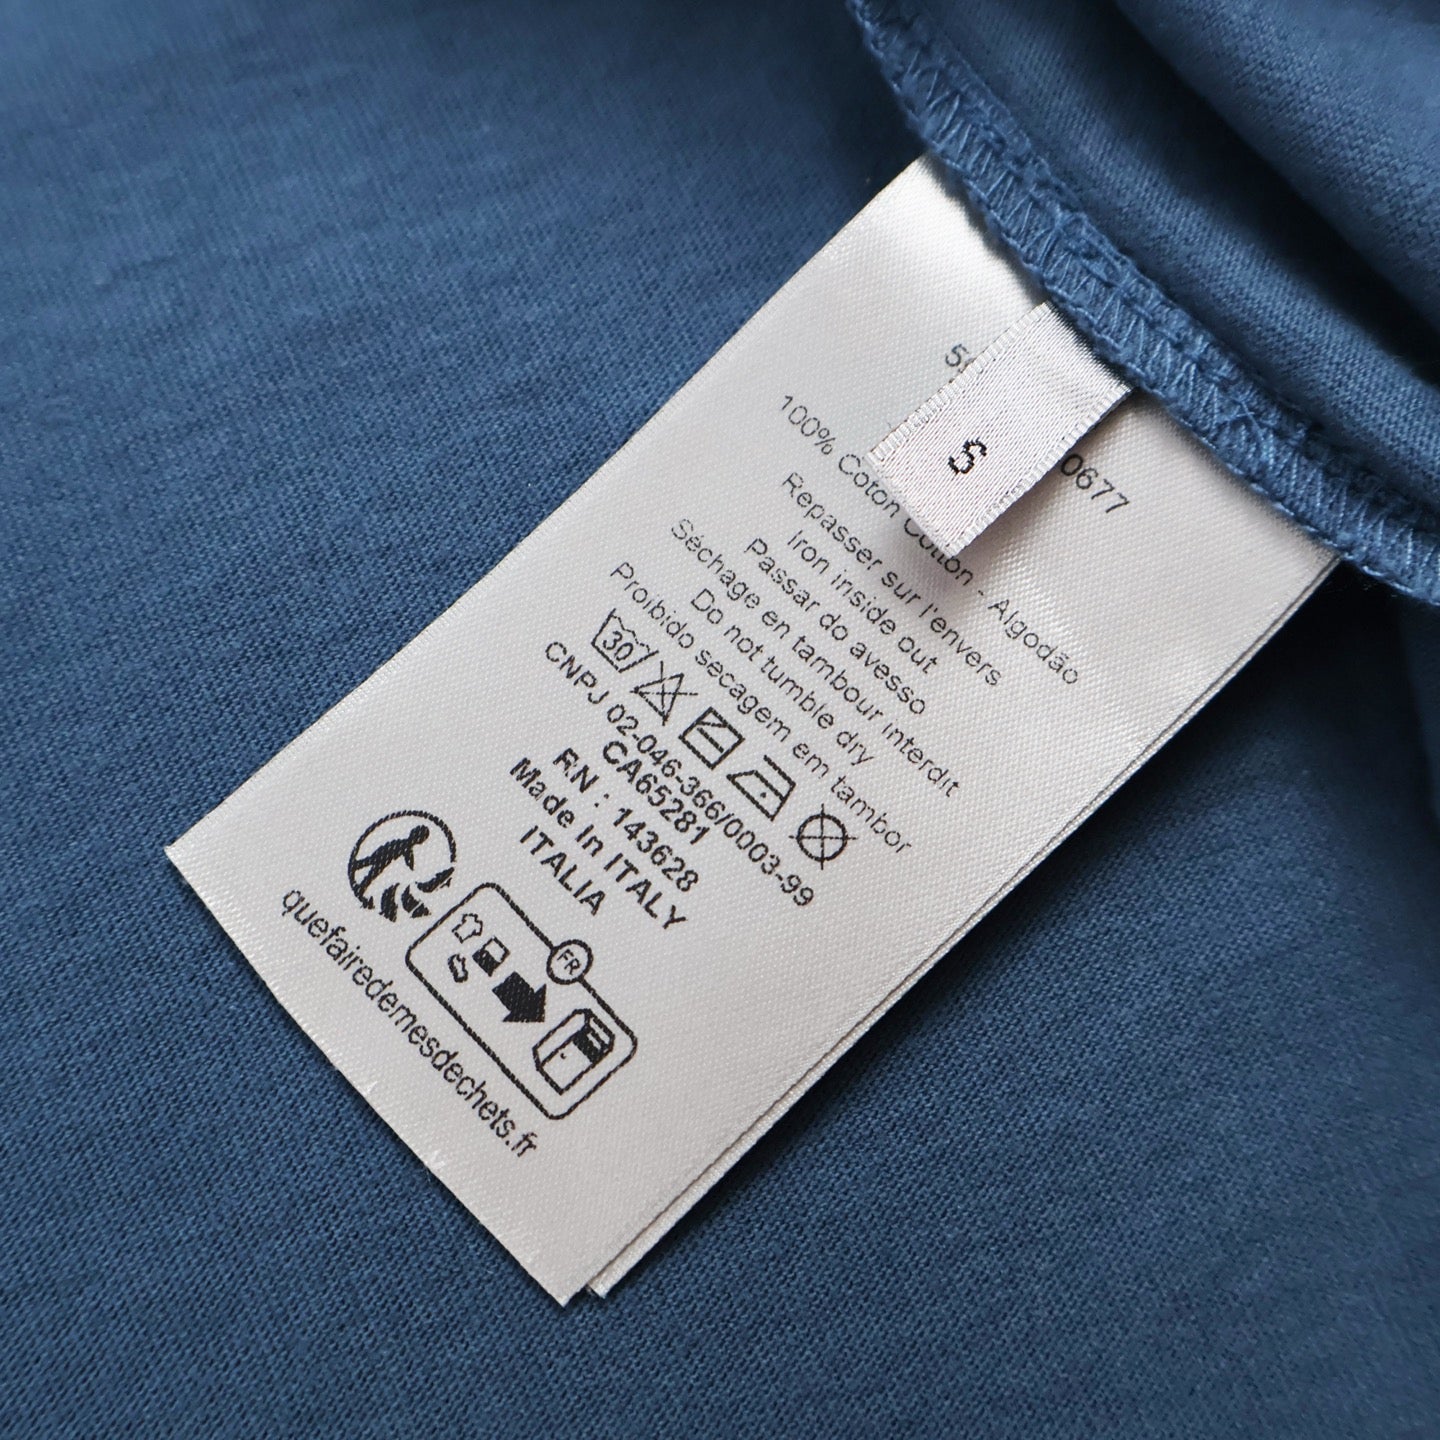 S
100% Coton Cotton - Algodão
Repasser sur l'envers
Iron inside out
Passar do avesso
Séchage en tambour interdit
Do not tumble dry
Proibido secagem em tambor
30
CNPJ 02-046-366/0003-99
CA65281
RN : 143628
Made In ITALY
ITALIA
FR
quefairedemesdechets.fr